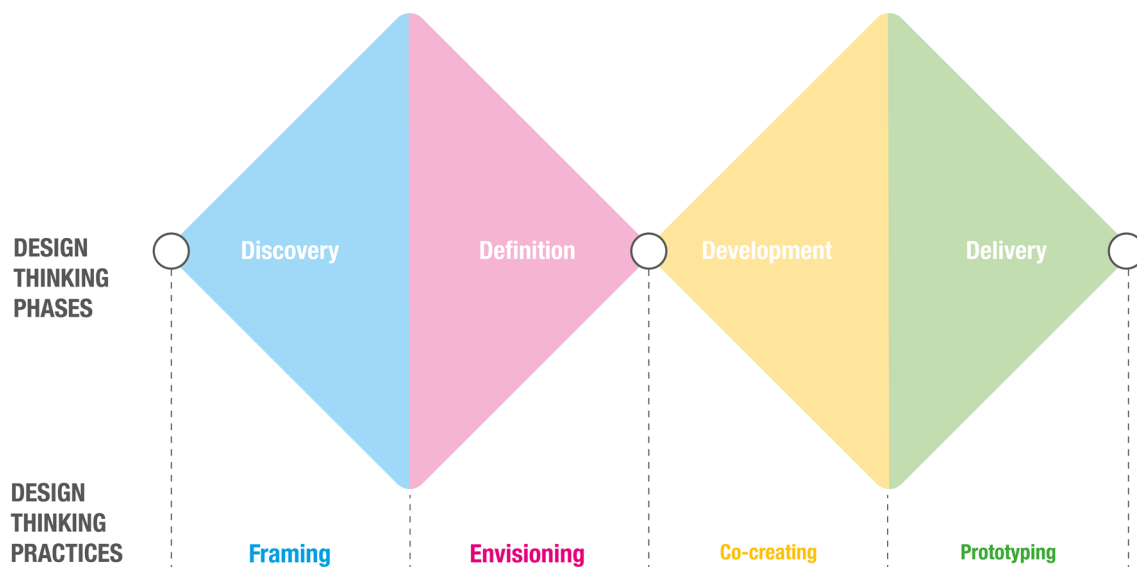 DESIGN
THINKING
PHASES
Discovery
Definition
Development
Delivery
DESIGN
THINKING
PRACTICES
Framing
Envisioning
Co-creating
Prototyping